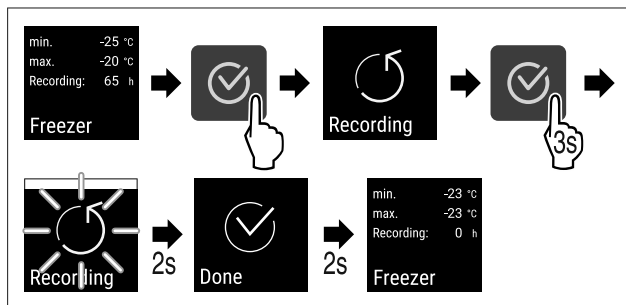 min. -25 °C
max. -20 °C
Recording: 65 h
Freezer
Recording
3s
Recording
2s
Done
2s
min. -23 °C
max. -23 °C
Recording: 0 h
Freezer